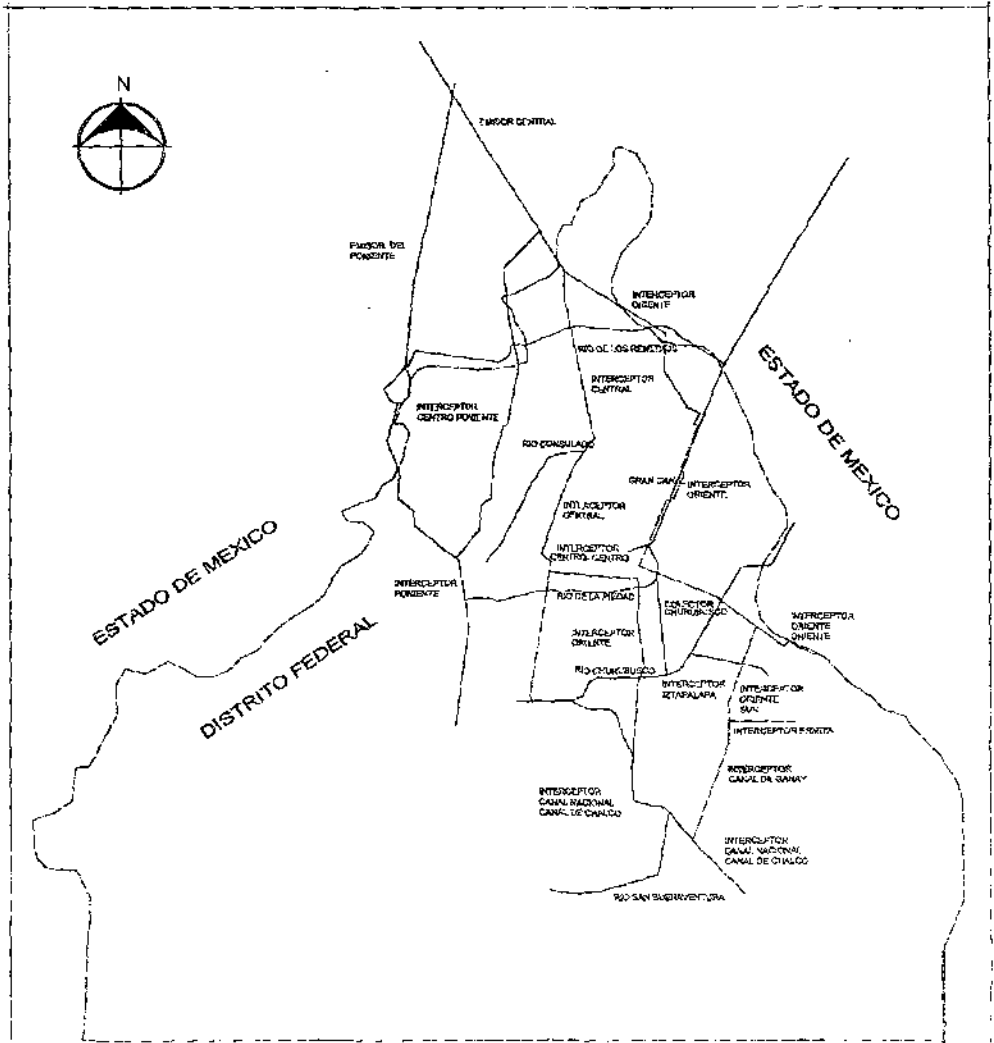 N
EMISOR CENTRAL
EMISOR DEL
PONIENTE
INTERCEPTOR
ORIENTE
RIO DE LOS REMEDIOS
ESTADO DE MEXICO
INTERCEPTOR
CENTRAL
INTERCEPTOR
CENTRO PONIENTE
RIO CONSULADO
GRAN CANAL
INTERCEPTOR
ORIENTE
INTERCEPTOR
CENTRAL
ESTADO DE MEXICO
INTERCEPTOR
CENTRO-CENTRO
INTERCEPTOR
PONIENTE
RIO DE LA PIEDAD
COLECTOR
CHURUBUSCO
INTERCEPTOR
ORIENTE
ORIENTE
DISTRITO FEDERAL
INTERCEPTOR
ORIENTE
RIO CHURUBUSCO
INTERCEPTOR
IZTAPALAPA
INTERCEPTOR
ORIENTE
SUR
INTERCEPTOR ERMITA
INTERCEPTOR
CANAL DE GARAY
INTERCEPTOR
CANAL NACIONAL
CANAL DE CHALCO
INTERCEPTOR
CANAL NACIONAL
CANAL DE CHALCO
RIO SAN BUENAVENTURA